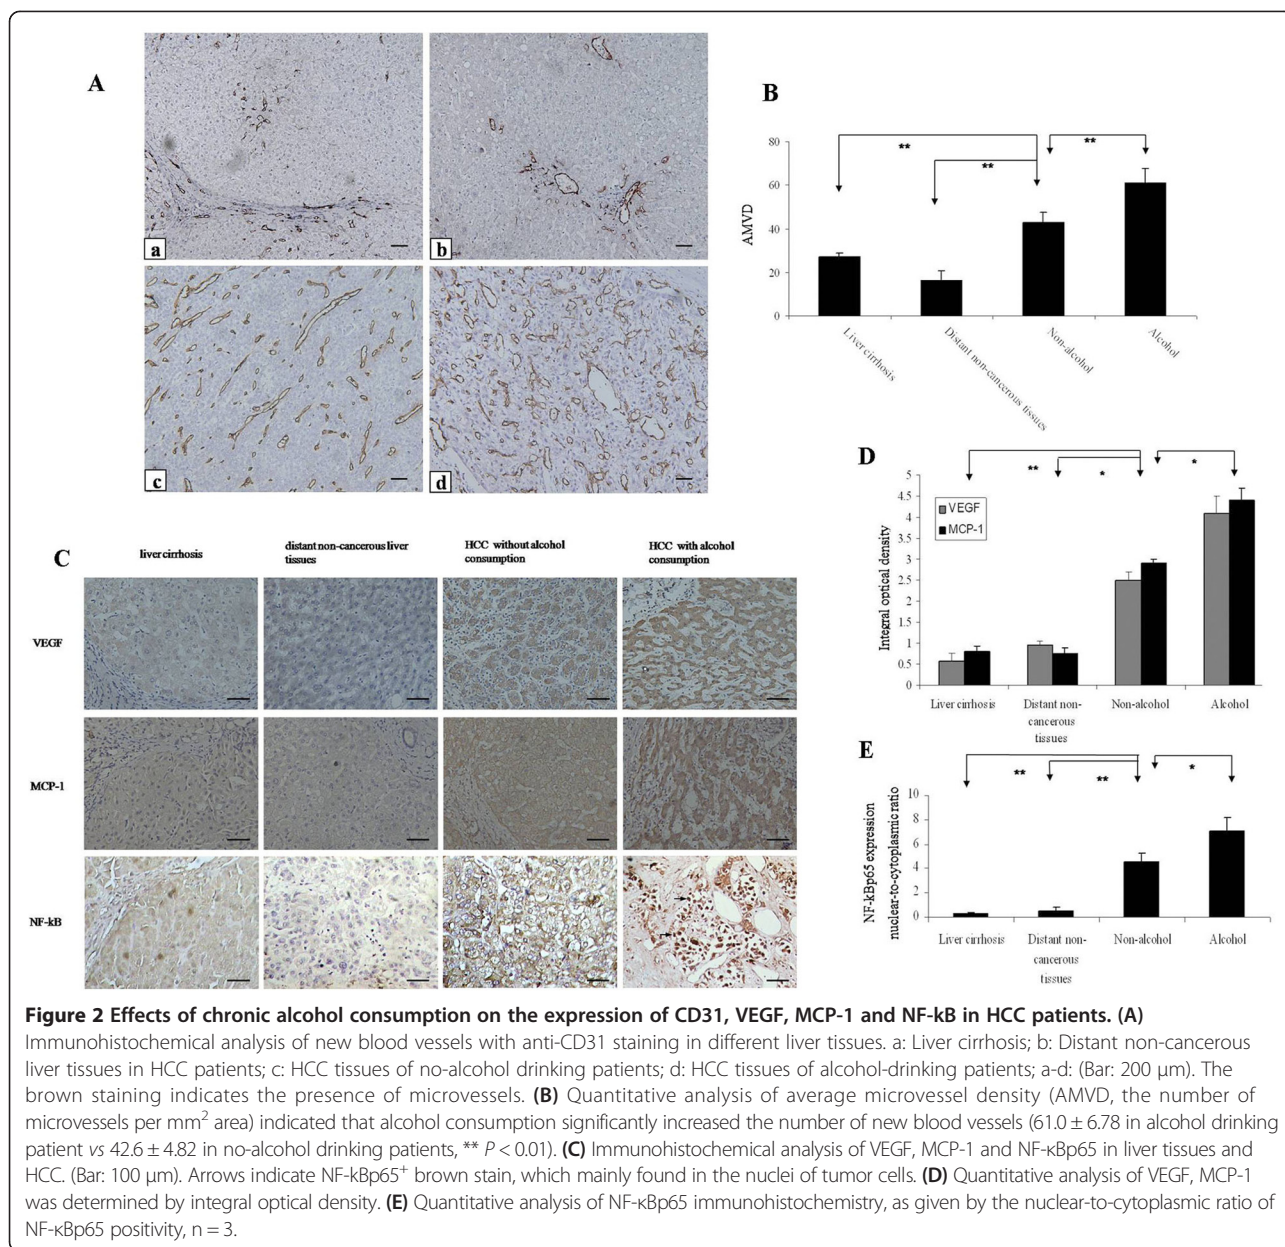 A
a
b
c
d
B
AMVD
80
60
40
20
0
**
**
**
Liver cirrhosis
Distant non-cancerous tissues
Non-alcohol
Alcohol
C
liver cirrhosis
distant non-cancerous liver
tissues
HCC without alcohol
consumption
HCC with alcohol
consumption
VEGF
MCP-1
NF-kB
D
Integral optical density
5
4.5
4
3.5
3
2.5
2
1.5
1
0.5
0
VEGF
MCP-1
**
*
*
Liver cirrhosis
Distant non-
cancerous
tissues
Non-alcohol
Alcohol
E
NF-kBp65 expression
nuclear-to-cytoplasmic ratio
10
8
6
4
2
0
**
**
*
Liver cirrhosis
Distant non-
cancerous
tissues
Non-alcohol
Alcohol
Figure 2 Effects of chronic alcohol consumption on the expression of CD31, VEGF, MCP-1 and NF-kB in HCC patients. (A)
Immunohistochemical analysis of new blood vessels with anti-CD31 staining in different liver tissues. a: Liver cirrhosis; b: Distant non-cancerous
liver tissues in HCC patients; c: HCC tissues of no-alcohol drinking patients; d: HCC tissues of alcohol-drinking patients; a-d: (Bar: 200 μm). The
brown staining indicates the presence of microvessels. (B) Quantitative analysis of average microvessel density (AMVD, the number of
microvessels per mm² area) indicated that alcohol consumption significantly increased the number of new blood vessels (61.0 ± 6.78 in alcohol drinking
patient vs 42.6 ± 4.82 in no-alcohol drinking patients, ** P < 0.01). (C) Immunohistochemical analysis of VEGF, MCP-1 and NF-κBp65 in liver tissues and
HCC. (Bar: 100 μm). Arrows indicate NF-kBp65⁺ brown stain, which mainly found in the nuclei of tumor cells. (D) Quantitative analysis of VEGF, MCP-1
was determined by integral optical density. (E) Quantitative analysis of NF-κBp65 immunohistochemistry, as given by the nuclear-to-cytoplasmic ratio of
NF-κBp65 positivity, n = 3.